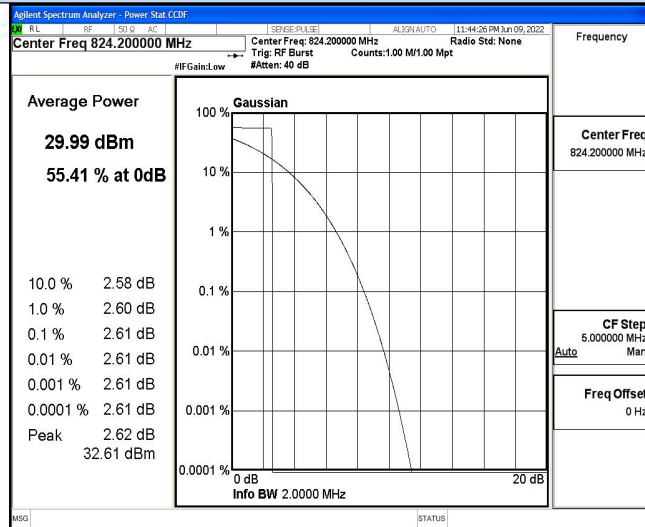 Agilent Spectrum Analyzer - Power Stat CCDF
LXI RL RF 50 Ω AC SENSE:PULSE ALIGN AUTO 11:44:26 PM Jun 09, 2022
Center Freq 824.200000 MHz
Center Freq: 824.200000 MHz Radio Std: None
Trig: RF Burst Counts:1.00 M/1.00 Mpt
#IFGain:Low #Atten: 40 dB
Frequency
Average Power
29.99 dBm
55.41 % at 0dB
10.0 % 2.58 dB
1.0 % 2.60 dB
0.1 % 2.61 dB
0.01 % 2.61 dB
0.001 % 2.61 dB
0.0001 % 2.61 dB
Peak 2.62 dB
32.61 dBm
Gaussian
100 %
10 %
1 %
0.1 %
0.01 %
0.001 %
0.0001 %
0 dB 20 dB
Info BW 2.0000 MHz
Center Freq
824.200000 MHz
CF Step
5.000000 MHz
Auto Man
Freq Offset
0 Hz
MSG STATUS